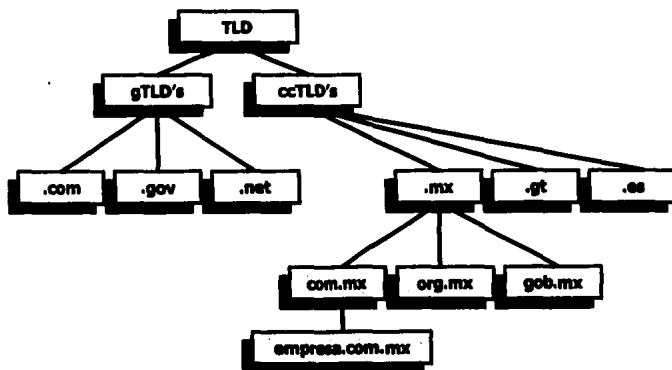 TLD
gTLD's ccTLD's
.com .gov .net .mx .gt .es
com.mx org.mx gob.mx
empresa.com.mx